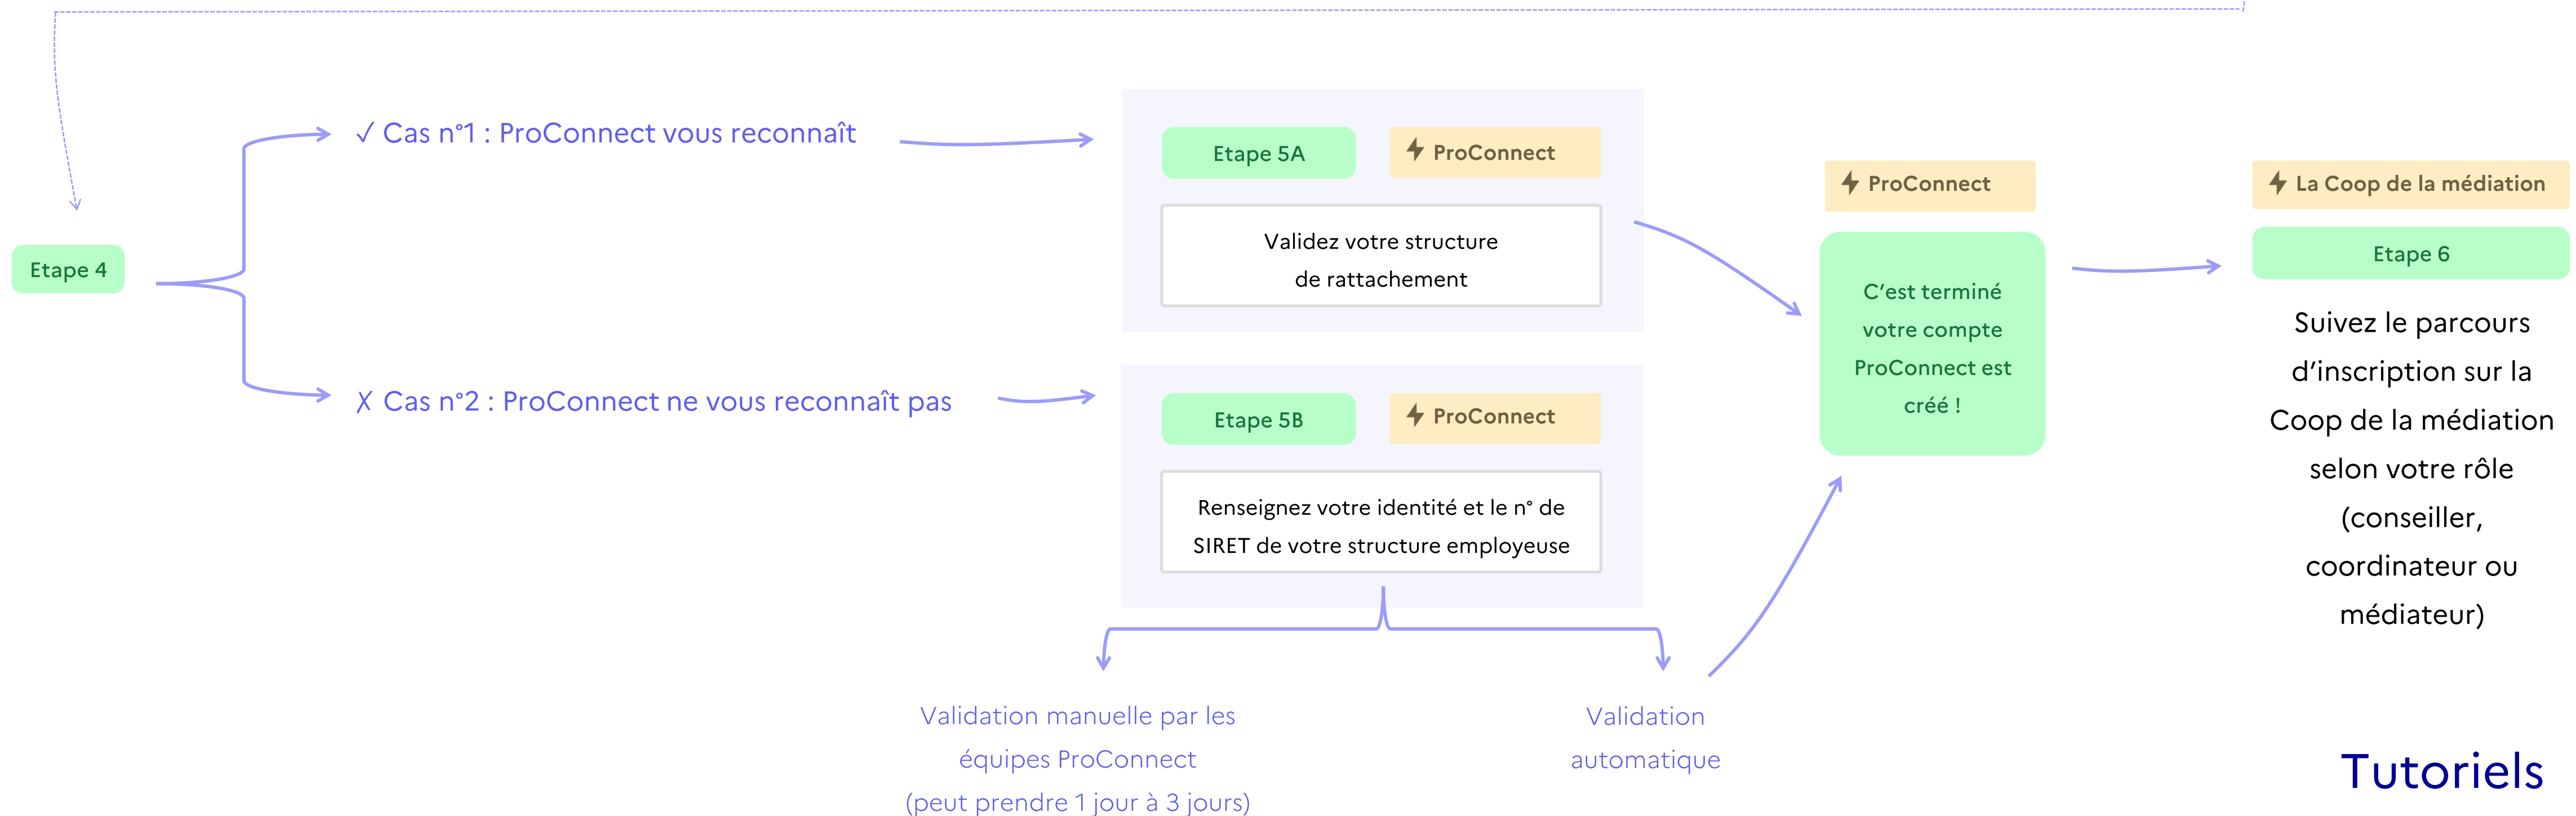 Etape 4
✓ Cas n°1 : ProConnect vous reconnaît
✗ Cas n°2 : ProConnect ne vous reconnaît pas
Etape 5A
ProConnect
Validez votre structure
de rattachement
Etape 5B
ProConnect
Renseignez votre identité et le n° de
SIRET de votre structure employeuse
Validation manuelle par les
équipes ProConnect
(peut prendre 1 jour à 3 jours)
Validation
automatique
ProConnect
C’est terminé
votre compte
ProConnect est
créé !
La Coop de la médiation
Etape 6
Suivez le parcours
d’inscription sur la
Coop de la médiation
selon votre rôle
(conseiller,
coordinateur ou
médiateur)
Tutoriels